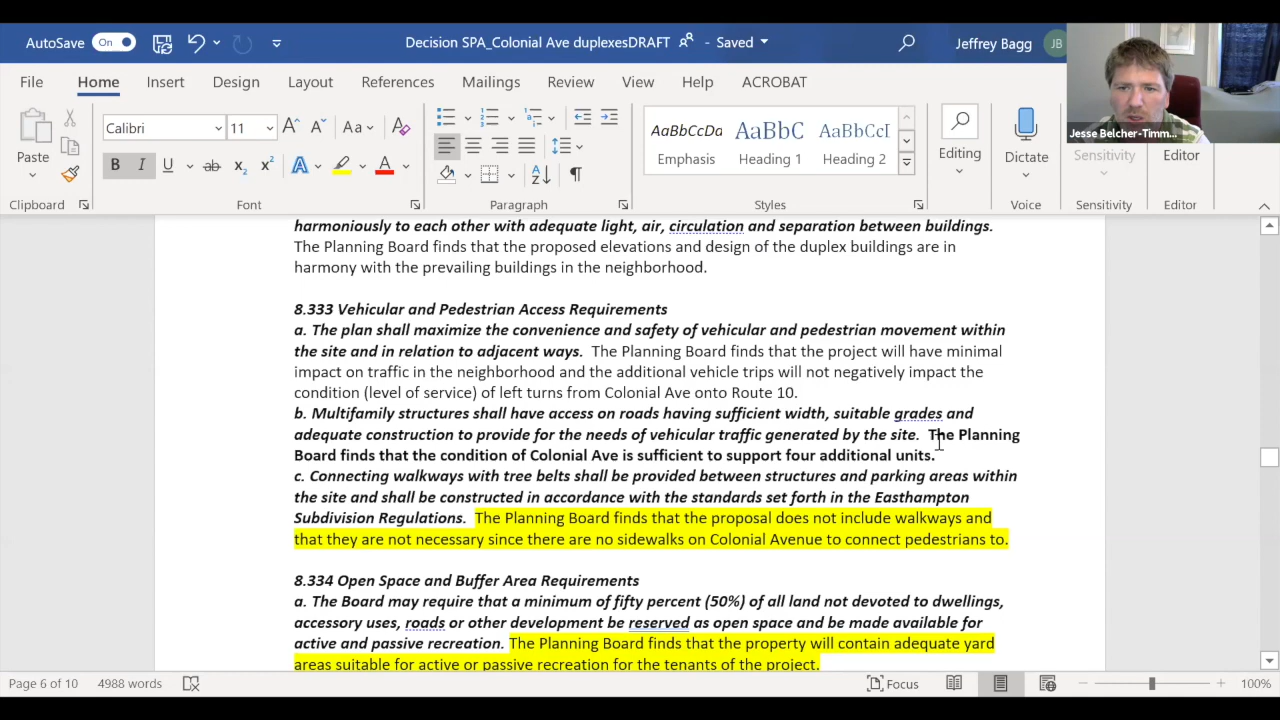 AutoSave On
Decision SPA_Colonial Ave duplexesDRAFT - Saved
Jeffrey Bagg JB
File Home Insert Design Layout References Mailings Review View Help ACROBAT
Jesse Belcher-Timm...
Paste
Calibri 11
Aa
B I U ab x2 x2 A A
AaBbCcDd AaBbC AaBbCcI
Emphasis Heading 1 Heading 2
Editing
Dictate
Sensitivity
Editor
Clipboard Font Paragraph Styles Voice Sensitivity Editor
harmoniously to each other with adequate light, air, circulation and separation between buildings.
The Planning Board finds that the proposed elevations and design of the duplex buildings are in
harmony with the prevailing buildings in the neighborhood.
8.333 Vehicular and Pedestrian Access Requirements
a. The plan shall maximize the convenience and safety of vehicular and pedestrian movement within
the site and in relation to adjacent ways. The Planning Board finds that the project will have minimal
impact on traffic in the neighborhood and the additional vehicle trips will not negatively impact the
condition (level of service) of left turns from Colonial Ave onto Route 10.
b. Multifamily structures shall have access on roads having sufficient width, suitable grades and
adequate construction to provide for the needs of vehicular traffic generated by the site. The Planning
Board finds that the condition of Colonial Ave is sufficient to support four additional units.
c. Connecting walkways with tree belts shall be provided between structures and parking areas within
the site and shall be constructed in accordance with the standards set forth in the Easthampton
Subdivision Regulations. The Planning Board finds that the proposal does not include walkways and
that they are not necessary since there are no sidewalks on Colonial Avenue to connect pedestrians to.
8.334 Open Space and Buffer Area Requirements
a. The Board may require that a minimum of fifty percent (50%) of all land not devoted to dwellings,
accessory uses, roads or other development be reserved as open space and be made available for
active and passive recreation. The Planning Board finds that the property will contain adequate yard
areas suitable for active or passive recreation for the tenants of the project.
Page 6 of 10 4988 words Focus 100%